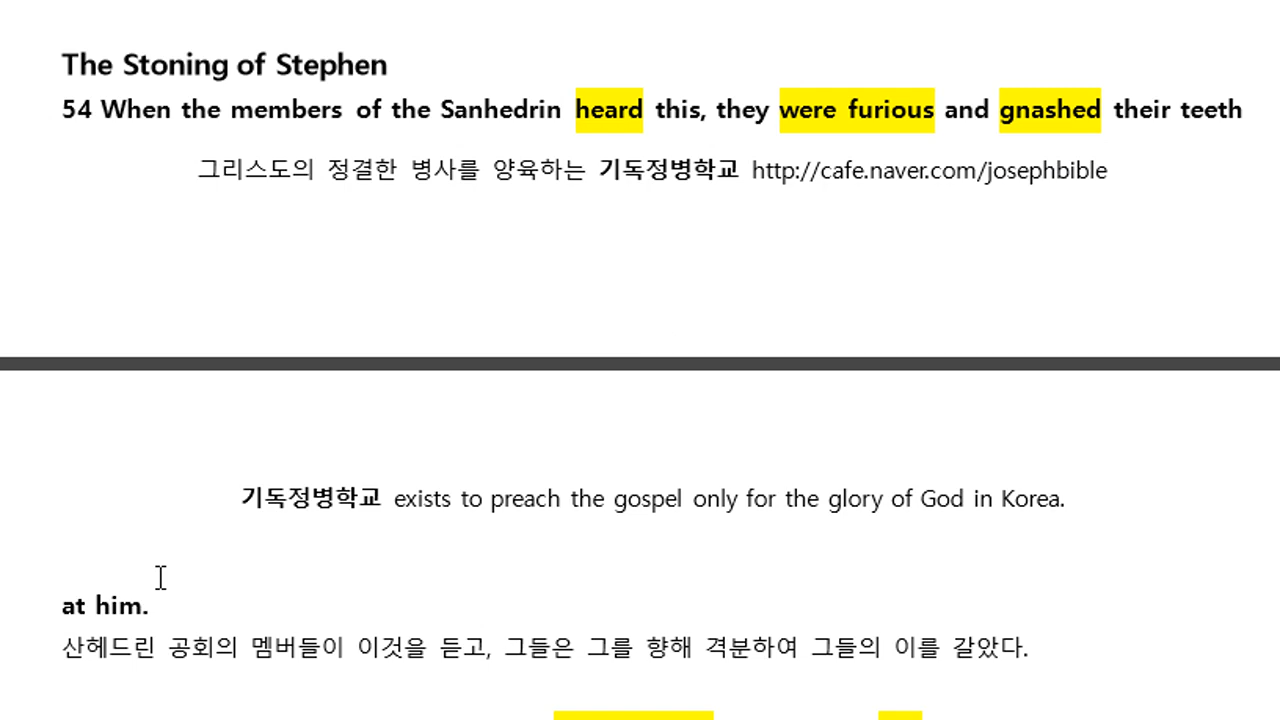 The Stoning of Stephen
54 When the members of the Sanhedrin heard this, they were furious and gnashed their teeth
그리스도의 정결한 병사를 양육하는 기독정병학교 http://cafe.naver.com/josephbible
기독정병학교 exists to preach the gospel only for the glory of God in Korea.
at him.
산헤드린 공회의 멤버들이 이것을 듣고, 그들은 그를 향해 격분하여 그들의 이를 갈았다.